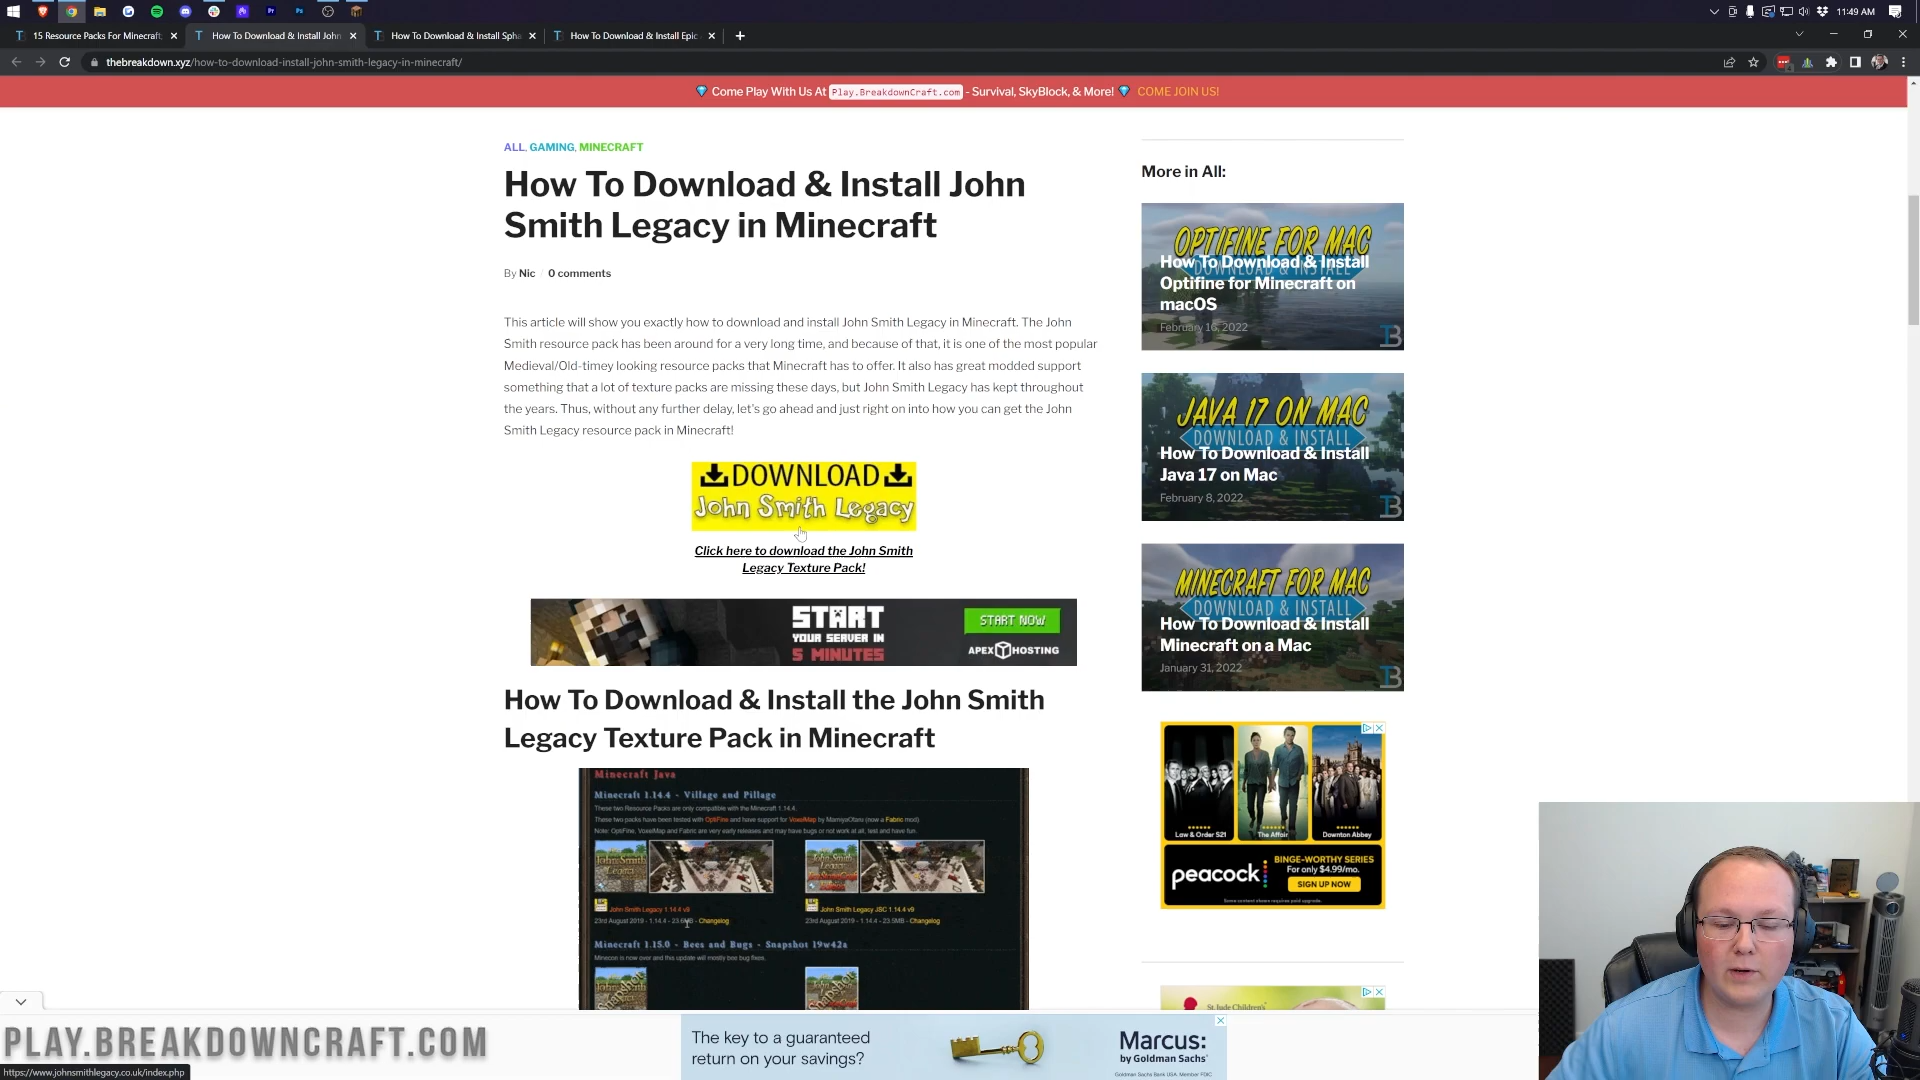 11:49 AM
15 Resource Packs For Minecraft
How To Download & Install John
How To Download & Install Spha
How To Download & Install Epic
thebreakdown.xyz/how-to-download-install-john-smith-legacy-in-minecraft/
Come Play With Us At Play.BreakdownCraft.com - Survival, SkyBlock, & More! COME JOIN US!
ALL, GAMING, MINECRAFT
How To Download & Install John
Smith Legacy in Minecraft
By Nic / 0 comments
This article will show you exactly how to download and install John Smith Legacy in Minecraft. The John
Smith resource pack has been around for a very long time, and because of that, it is one of the most popular
Medieval/Old-timey looking resource packs that Minecraft has to offer. It also has great modded support
something that a lot of texture packs are missing these days, but John Smith Legacy has kept throughout
the years. Thus, without any further delay, let's go ahead and just right on into how you can get the John
Smith Legacy resource pack in Minecraft!
DOWNLOAD
John Smith Legacy
Click here to download the John Smith
Legacy Texture Pack!
START
YOUR SERVER IN
5 MINUTES
START NOW
APEX HOSTING
How To Download & Install the John Smith
Legacy Texture Pack in Minecraft
Minecraft Java
Minecraft 1.14.4 - Village and Pillage
These two Resource Packs are only compatible with the Minecraft 1.14.4.
These two packs have been tested with OptiFine and have support for VoxelMap by MamiyaOtaru (now a Fabric mod).
Note: OptiFine, VoxelMap and Fabric are very early releases and may have bugs or not work at all, test and have fun.
John Smith Legacy
John Smith Legacy
John Smith Legacy 1.14.4 v9
23rd August 2019 - 1.14.4 - 23.6MB - Changelog
John Smith Legacy JSC 1.14.4 v9
23rd August 2019 - 1.14.4 - 23.5MB - Changelog
Minecraft 1.15.0 - Bees and Bugs - Snapshot 19w42a
Minecon is now over and this update will mostly bee bug fixes.
More in All:
OPTIFINE FOR MAC
DOWNLOAD & INSTALL
How To Download & Install
Optifine for Minecraft on
macOS
February 16, 2022
JAVA 17 ON MAC
DOWNLOAD & INSTALL
How To Download & Install
Java 17 on Mac
February 8, 2022
MINECRAFT FOR MAC
DOWNLOAD & INSTALL
How To Download & Install
Minecraft on a Mac
January 31, 2022
Law & Order S21
The Affair
Downton Abbey
peacock
BINGE-WORTHY SERIES
For only $4.99/mo!
SIGN UP NOW
Some content shown requires paid upgrade.
St. Jude Children's
PLAY.BREAKDOWNCRAFT.COM
https://www.johnsmithlegacy.co.uk/index.php
The key to a guaranteed
return on your savings?
Marcus:
by Goldman Sachs®
Goldman Sachs Bank USA. Member FDIC